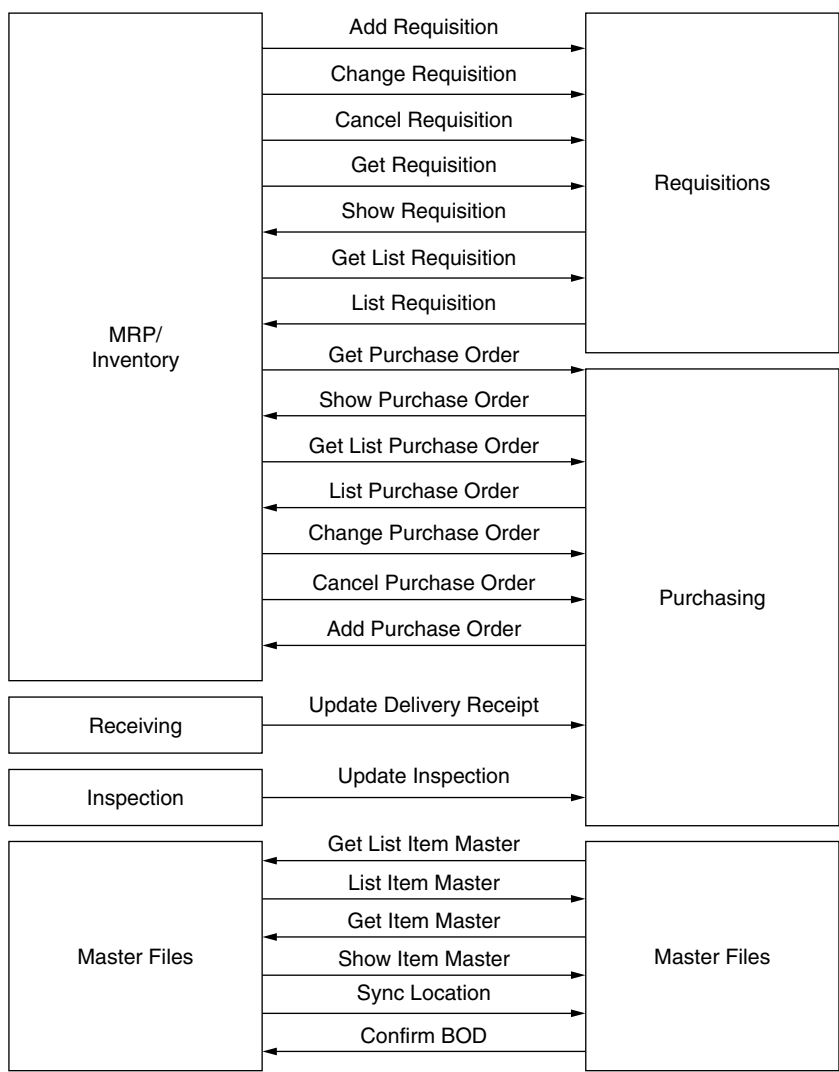 Add Requisition
Change Requisition
Cancel Requisition
Get Requisition
Requisitions
Show Requisition
Get List Requisition
List Requisition
MRP/
Inventory
Get Purchase Order
Show Purchase Order
Get List Purchase Order
List Purchase Order
Change Purchase Order
Cancel Purchase Order
Purchasing
Add Purchase Order
Receiving
Update Delivery Receipt
Inspection
Update Inspection
Get List Item Master
List Item Master
Get Item Master
Master Files
Show Item Master
Master Files
Sync Location
Confirm BOD